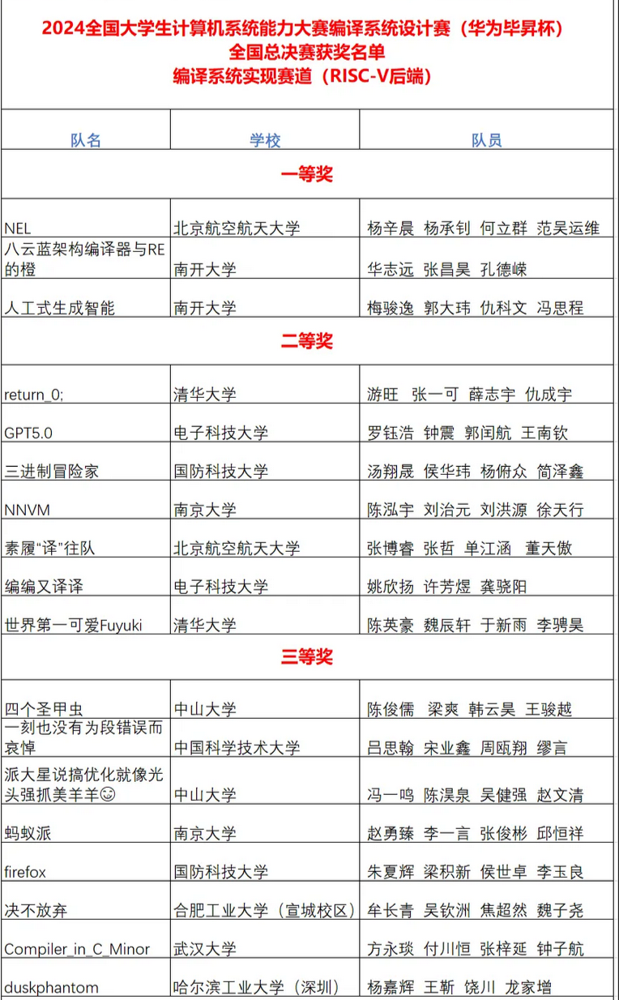 2024全国大学生计算机系统能力大赛编译系统设计赛（华为毕昇杯）
全国总决赛获奖名单
编译系统实现赛道（RISC-V后端）
队名 学校 队员
一等奖
NEL 北京航空航天大学 杨辛晨 杨承钊 何立群 范吴运维
八云蓝架构编译器与RE
的橙 南开大学 华志远 张昌昊 孔德嵘
人工式生成智能 南开大学 梅骏逸 郭大玮 仇科文 冯思程
二等奖
return_0; 清华大学 游旺 张一可 薛志宇 仇成宇
GPT5.0 电子科技大学 罗钰浩 钟震 郭闰航 王南钦
三进制冒险家 国防科技大学 汤翔晟 侯华玮 杨俯众 简泽鑫
NNVM 南京大学 陈泓宇 刘治元 刘洪源 徐天行
素履“译”往队 北京航空航天大学 张博睿 张哲 单江涵 董天傲
编编又译译 电子科技大学 姚欣扬 许芳煜 龚骁阳
世界第一可爱Fuyuki 清华大学 陈英豪 魏辰轩 于新雨 李骋昊
三等奖
四个圣甲虫 中山大学 陈俊儒 梁爽 韩云昊 王骏越
一刻也没有为段错误而
哀悼 中国科学技术大学 吕思翰 宋业鑫 周瓯翔 缪言
派大星说搞优化就像光
头强抓美羊羊😊 中山大学 冯一鸣 陈淏泉 吴健强 赵文清
蚂蚁派 南京大学 赵勇臻 李一言 张俊彬 邱恒祥
firefox 国防科技大学 朱夏辉 梁积新 侯世卓 李玉良
决不放弃 合肥工业大学（宣城校区） 牟长青 吴钦洲 焦超然 魏子尧
Compiler_in_C_Minor 武汉大学 方永琰 付川恒 张梓延 钟子航
duskphantom 哈尔滨工业大学（深圳） 杨嘉辉 王靳 饶川 龙家增